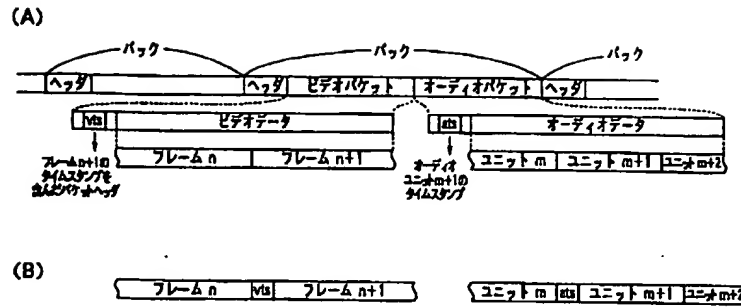 (A)
パック パック パック
ヘッダ ヘッダ ビデオパケット オーディオパケット ヘッダ
vts ビデオデータ ats オーディオデータ
フレーム n フレーム n+1 ユニット m ユニット m+1 ユニット m+2
フレームn+1の
タイムスタンプを
含んだパケットヘッダ
オーディオ
ユニットm+1の
タイムスタンプ
(B)
フレーム n vts フレーム n+1 ユニット m ats ユニット m+1 ユニット m+2